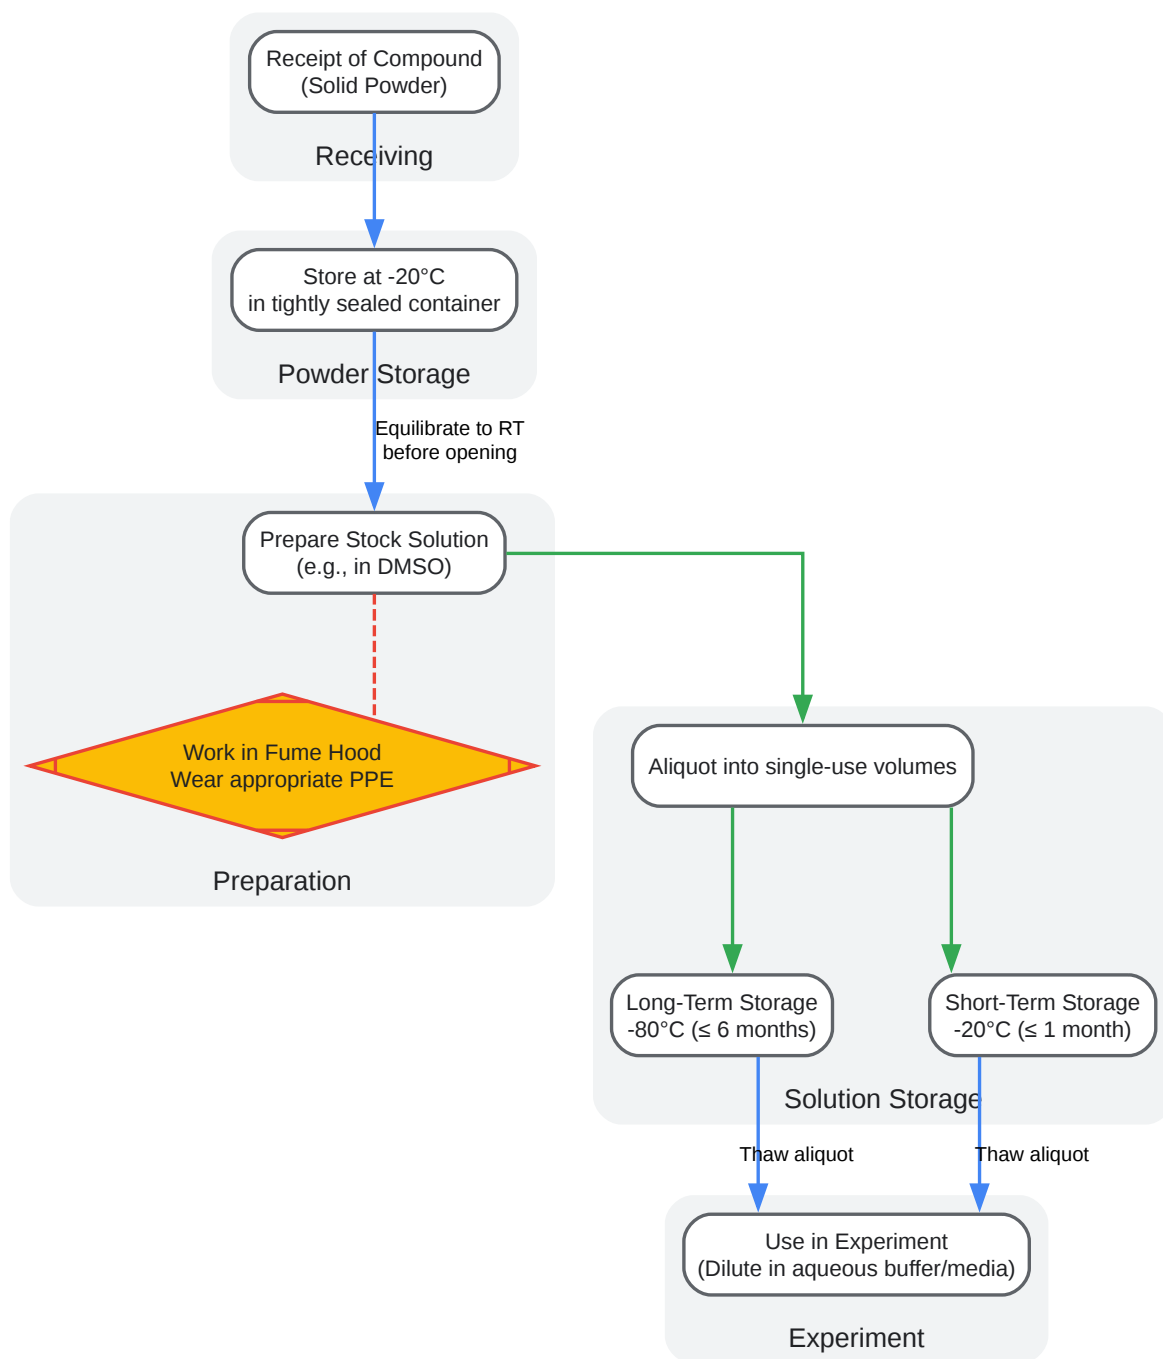 Receipt of Compound
(Solid Powder)
Receiving
Store at -20°C
in tightly sealed container
Powder Storage
Equilibrate to RT
before opening
Prepare Stock Solution
(e.g., in DMSO)
Work in Fume Hood
Wear appropriate PPE
Preparation
Aliquot into single-use volumes
Long-Term Storage
-80°C (≤ 6 months)
Short-Term Storage
-20°C (≤ 1 month)
Solution Storage
Thaw aliquot
Thaw aliquot
Use in Experiment
(Dilute in aqueous buffer/media)
Experiment